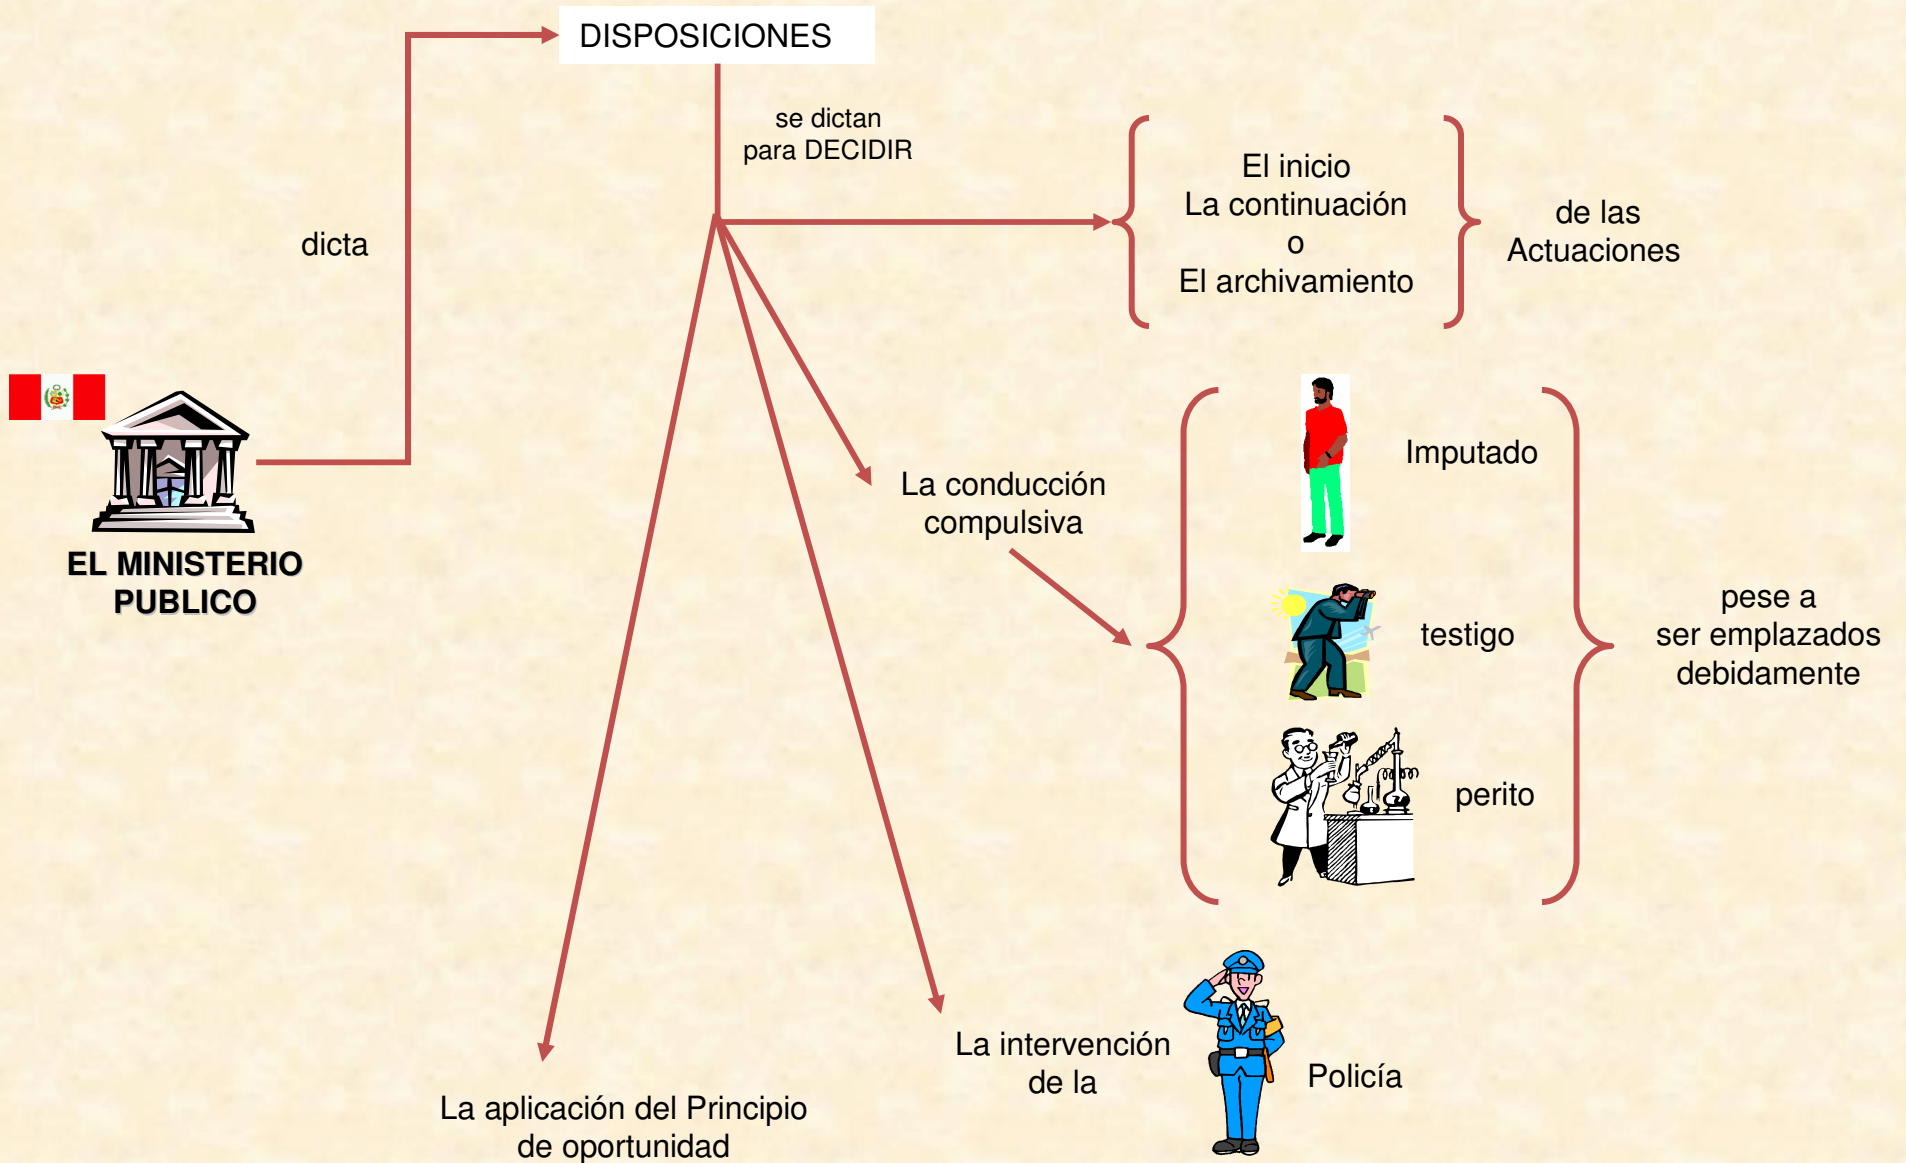 DISPOSICIONES
se dictan
para DECIDIR
El inicio
La continuación
o
El archivamiento
de las
Actuaciones
dicta
EL MINISTERIO
PUBLICO
La conducción
compulsiva
Imputado
testigo
perito
pese a
ser emplazados
debidamente
La intervención
de la
Policía
La aplicación del Principio
de oportunidad